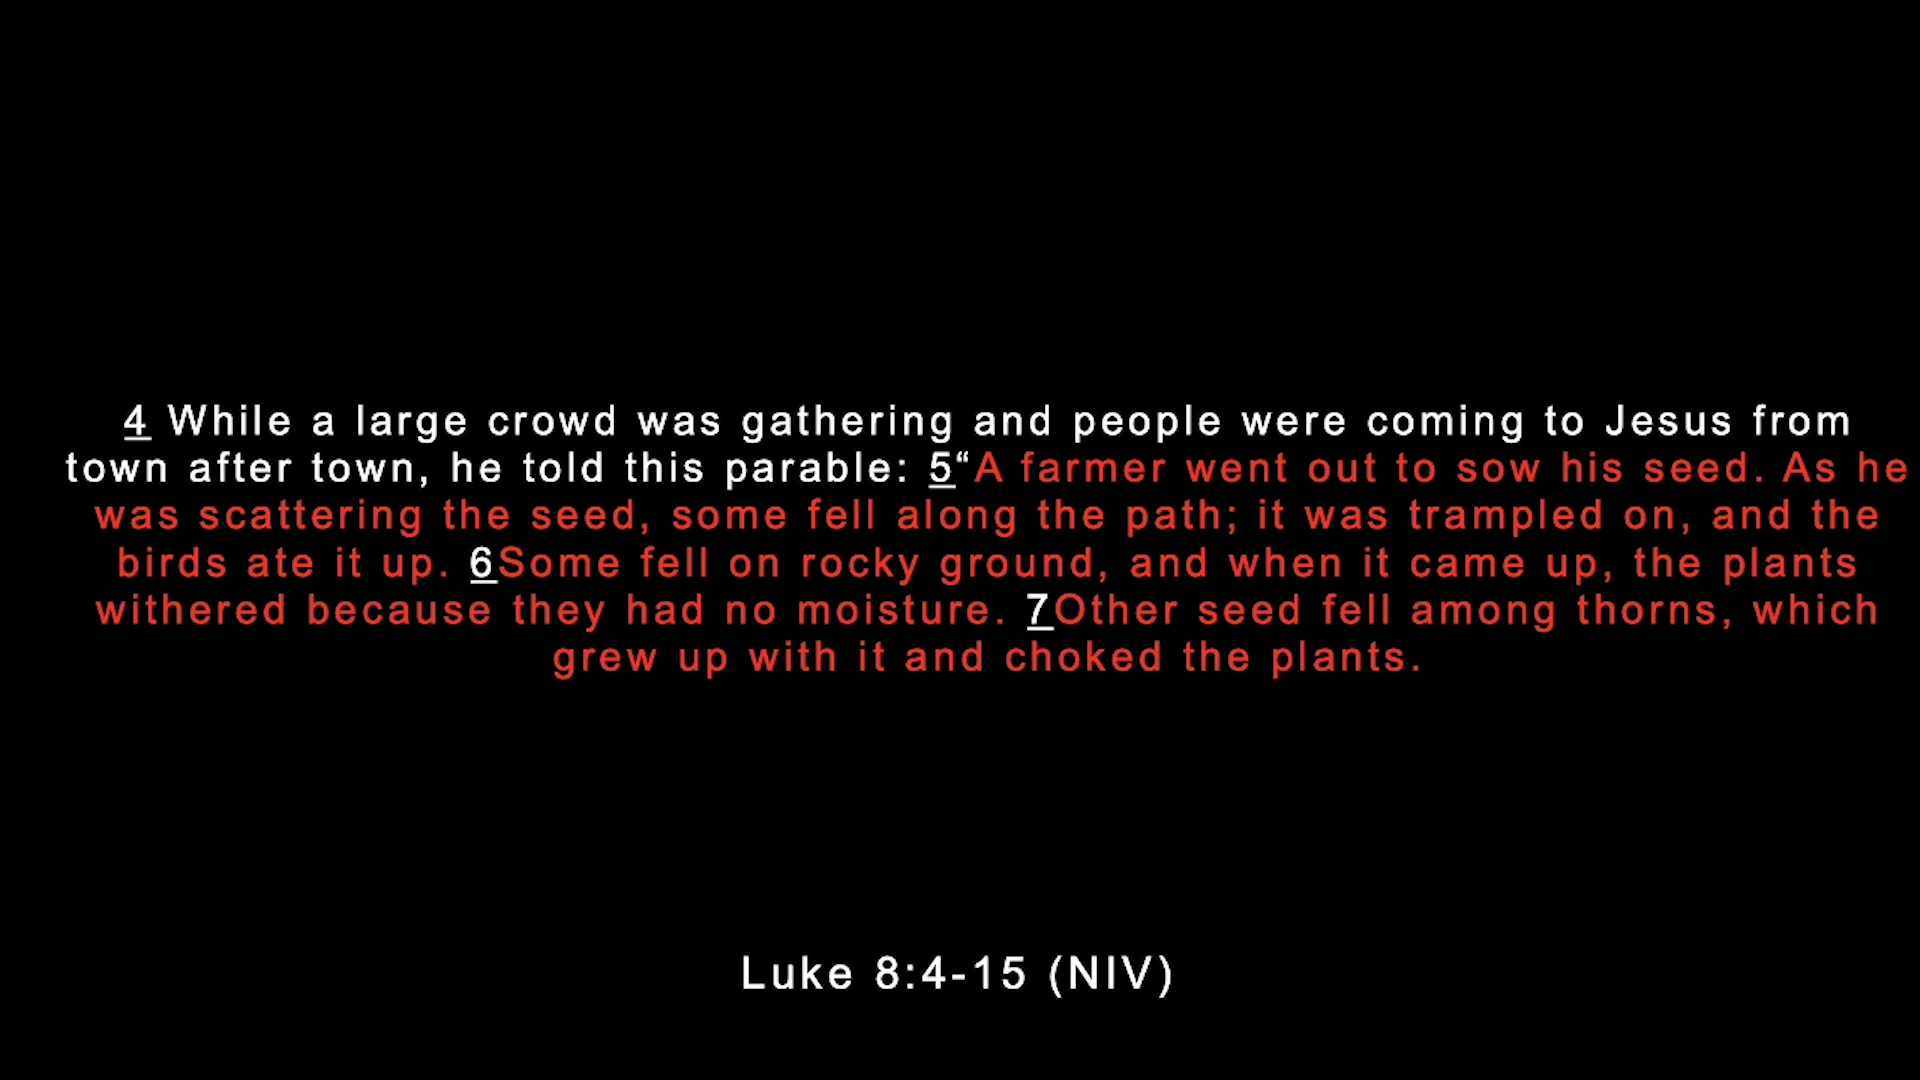 4 While a large crowd was gathering and people were coming to Jesus from
town after town, he told this parable: 5“A farmer went out to sow his seed. As he
was scattering the seed, some fell along the path; it was trampled on, and the
birds ate it up. 6Some fell on rocky ground, and when it came up, the plants
withered because they had no moisture. 7Other seed fell among thorns, which
grew up with it and choked the plants.
Luke 8:4-15 (NIV)